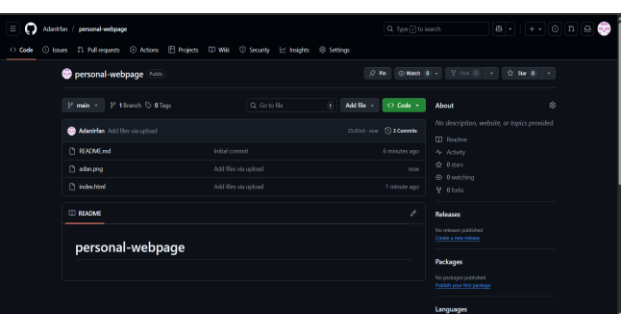 AdanIrfan / personal-webpage
Type / to search
Code Issues Pull requests Actions Projects Wiki Security Insights Settings
personal-webpage Public
Pin Watch 0 Fork 0 Star 0
main 1 Branch 0 Tags Go to file t Add file Code
About
No description, website, or topics provided.
AdanIrfan Add files via upload now 3 Commits
README.md Initial commit 6 minutes ago
adan.png Add files via upload now
index.html Add files via upload 1 minute ago
Readme
Activity
0 stars
0 watching
0 forks
README
personal-webpage
Releases
No releases published
Create a new release
Packages
No packages published
Publish your first package
Languages